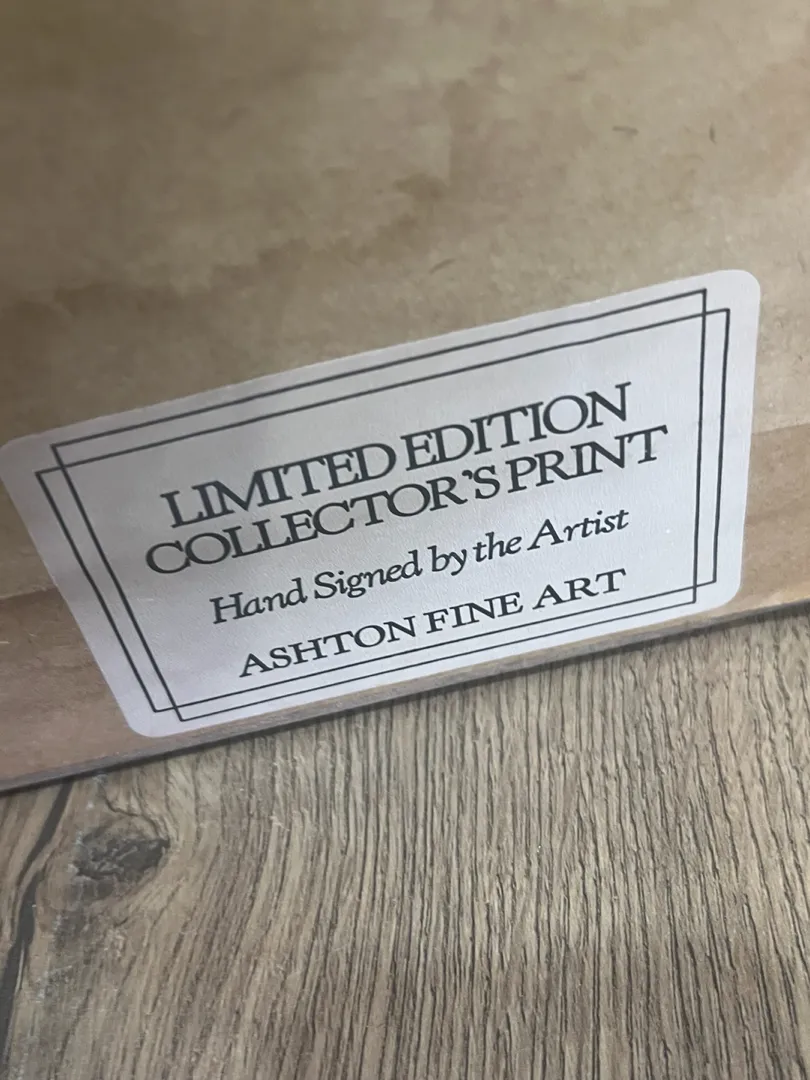 LIMITED EDITION
COLLECTOR'S PRINT
Hand Signed by the Artist
ASHTON FINE ART